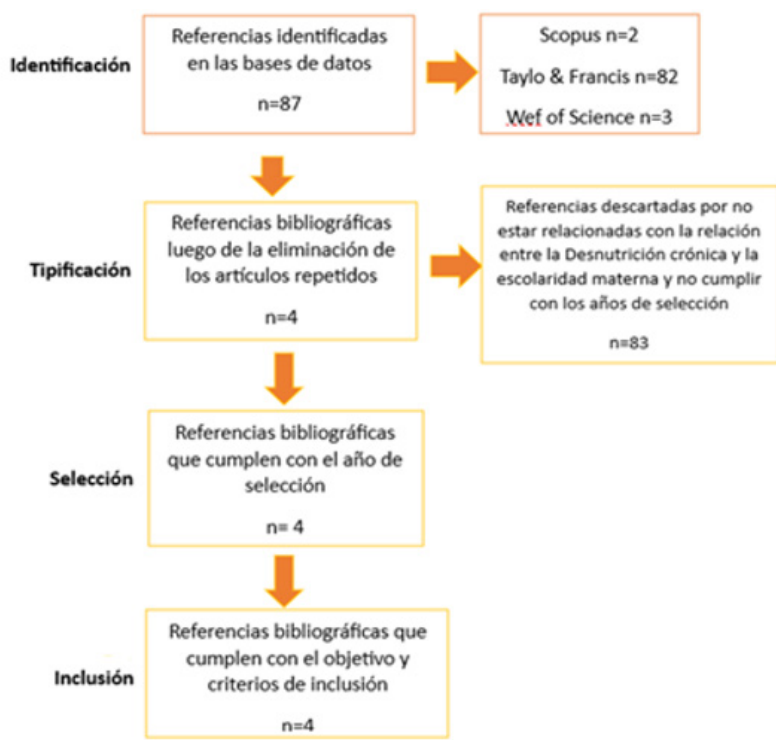 Identificación
Referencias identificadas
en las bases de datos
n=87
Scopus n=2
Taylo & Francis n=82
Wef of Science n=3
Tipificación
Referencias bibliográficas
luego de la eliminación de
los artículos repetidos
n=4
Referencias descartadas por no
estar relacionadas con la relación
entre la Desnutrición crónica y la
escolaridad materna y no cumplir
con los años de selección
n=83
Selección
Referencias bibliográficas
que cumplen con el año de
selección
n= 4
Inclusión
Referencias bibliográficas que
cumplen con el objetivo y
criterios de inclusión
n=4